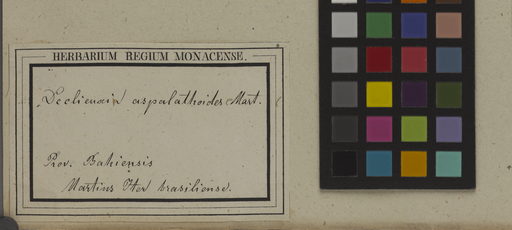 HERBARIUM REGIUM MONACENSE.
Declieuxia aspalathoides Mart.
Prov. Bahiensis
Martius Iter brasiliense.